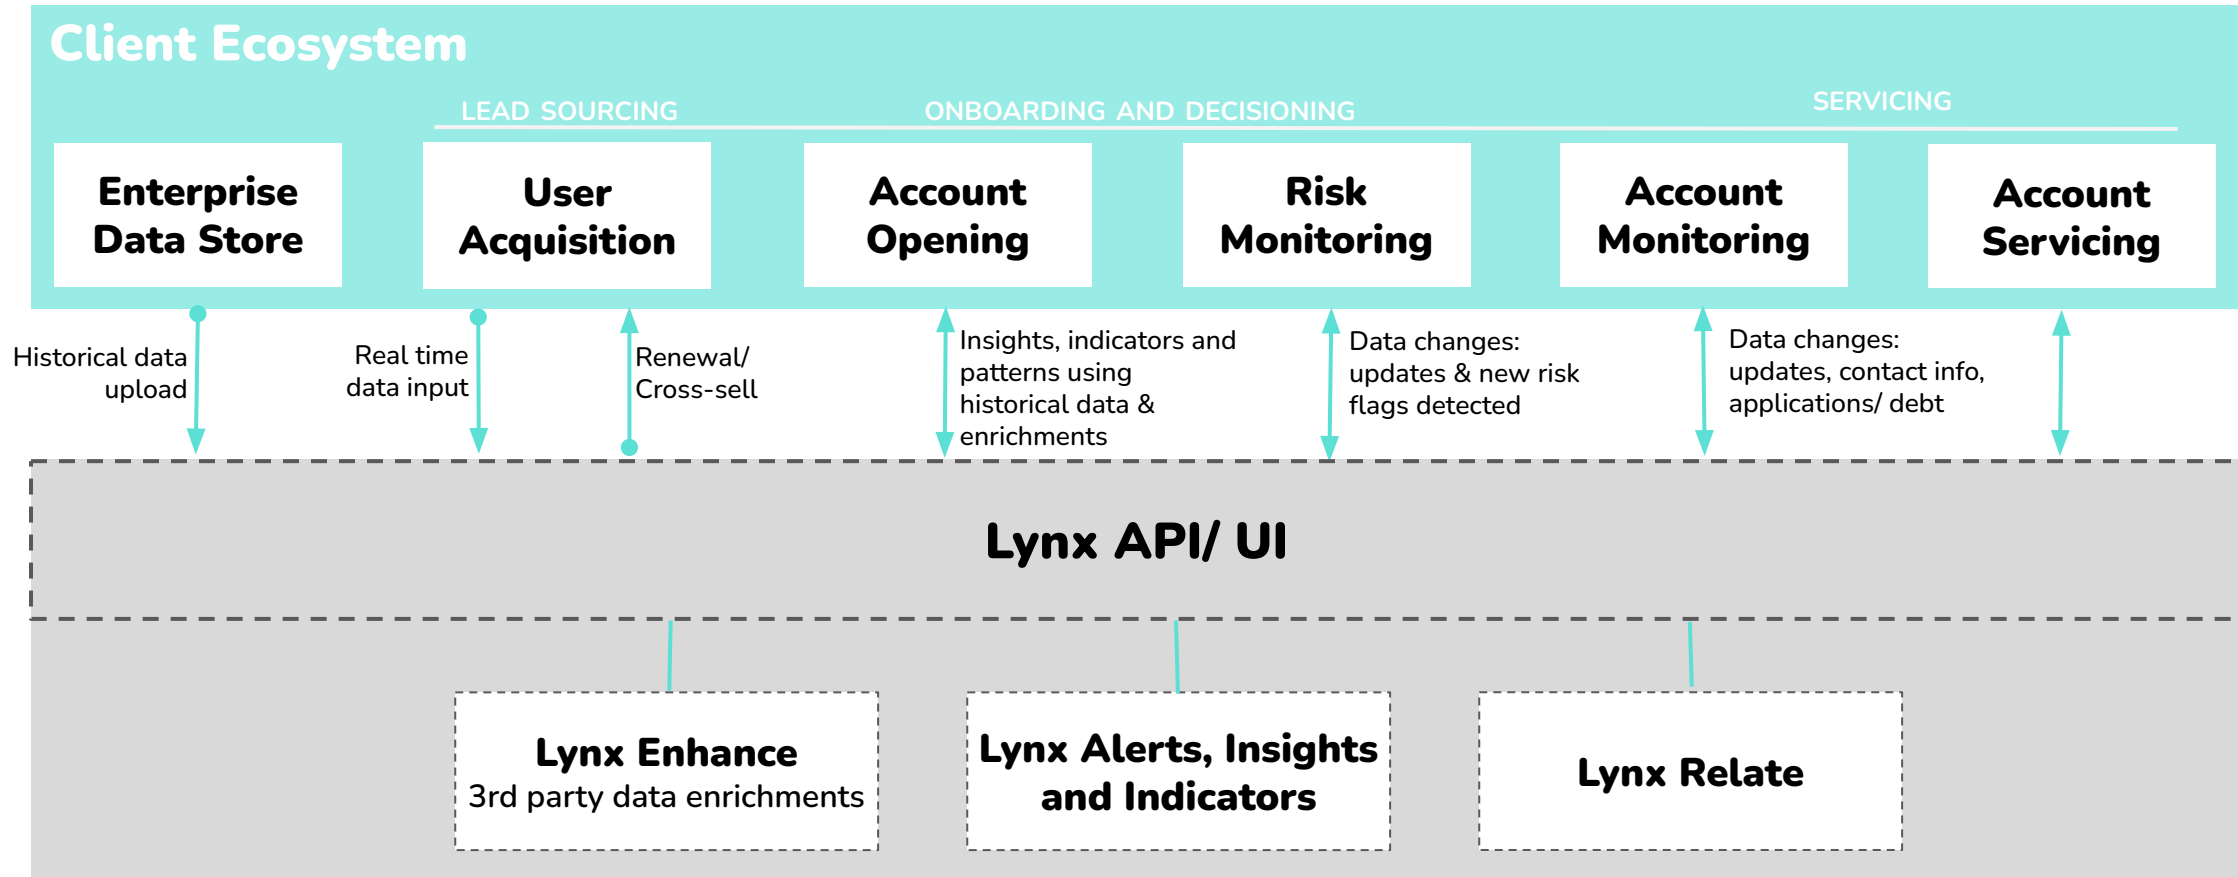 Client Ecosystem
LEAD SOURCING
ONBOARDING AND DECISIONING
SERVICING
Enterprise
Data Store
User
Acquisition
Account
Opening
Risk
Monitoring
Account
Monitoring
Account
Servicing
Historical data
upload
Real time
data input
Renewal/
Cross-sell
Insights, indicators and
patterns using
historical data &
enrichments
Data changes:
updates & new risk
flags detected
Data changes:
updates, contact info,
applications/ debt
Lynx API/ UI
Lynx Enhance
3rd party data enrichments
Lynx Alerts, Insights
and Indicators
Lynx Relate